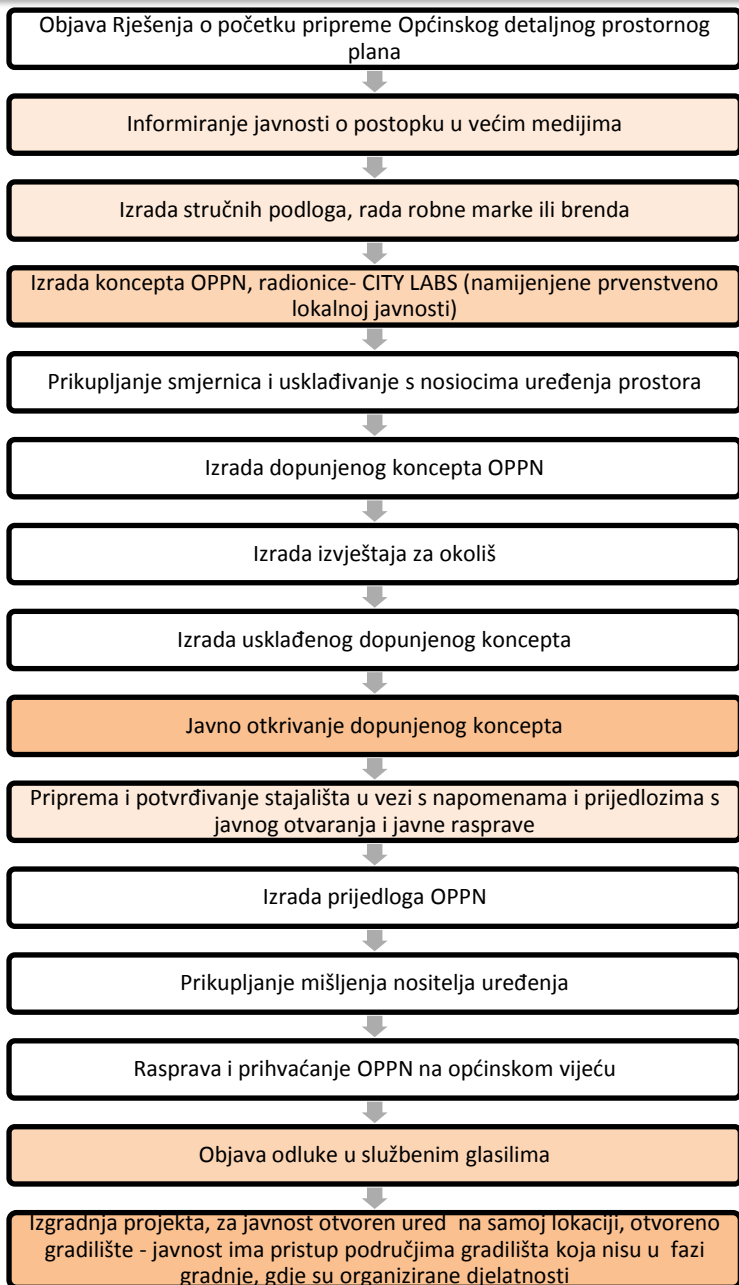 Objava Rješenja o početku pripreme Općinskog detaljnog prostornog
plana
Informiranje javnosti o postopku u većim medijima
Izrada stručnih podloga, rada robne marke ili brenda
Izrada koncepta OPPN, radionice- CITY LABS (namijenjene prvenstveno
lokalnoj javnosti)
Prikupljanje smjernica i usklađivanje s nosiocima uređenja prostora
Izrada dopunjenog koncepta OPPN
Izrada izvještaja za okoliš
Izrada usklađenog dopunjenog koncepta
Javno otkrivanje dopunjenog koncepta
Priprema i potvrđivanje stajališta u vezi s napomenama i prijedlozima s
javnog otvaranja i javne rasprave
Izrada prijedloga OPPN
Prikupljanje mišljenja nositelja uređenja
Rasprava i prihvaćanje OPPN na općinskom vijeću
Objava odluke u službenim glasilima
Izgradnja projekta, za javnost otvoren ured na samoj lokaciji, otvoreno
gradilište - javnost ima pristup područjima gradilišta koja nisu u fazi
gradnje, gdje su organizirane djelatnosti